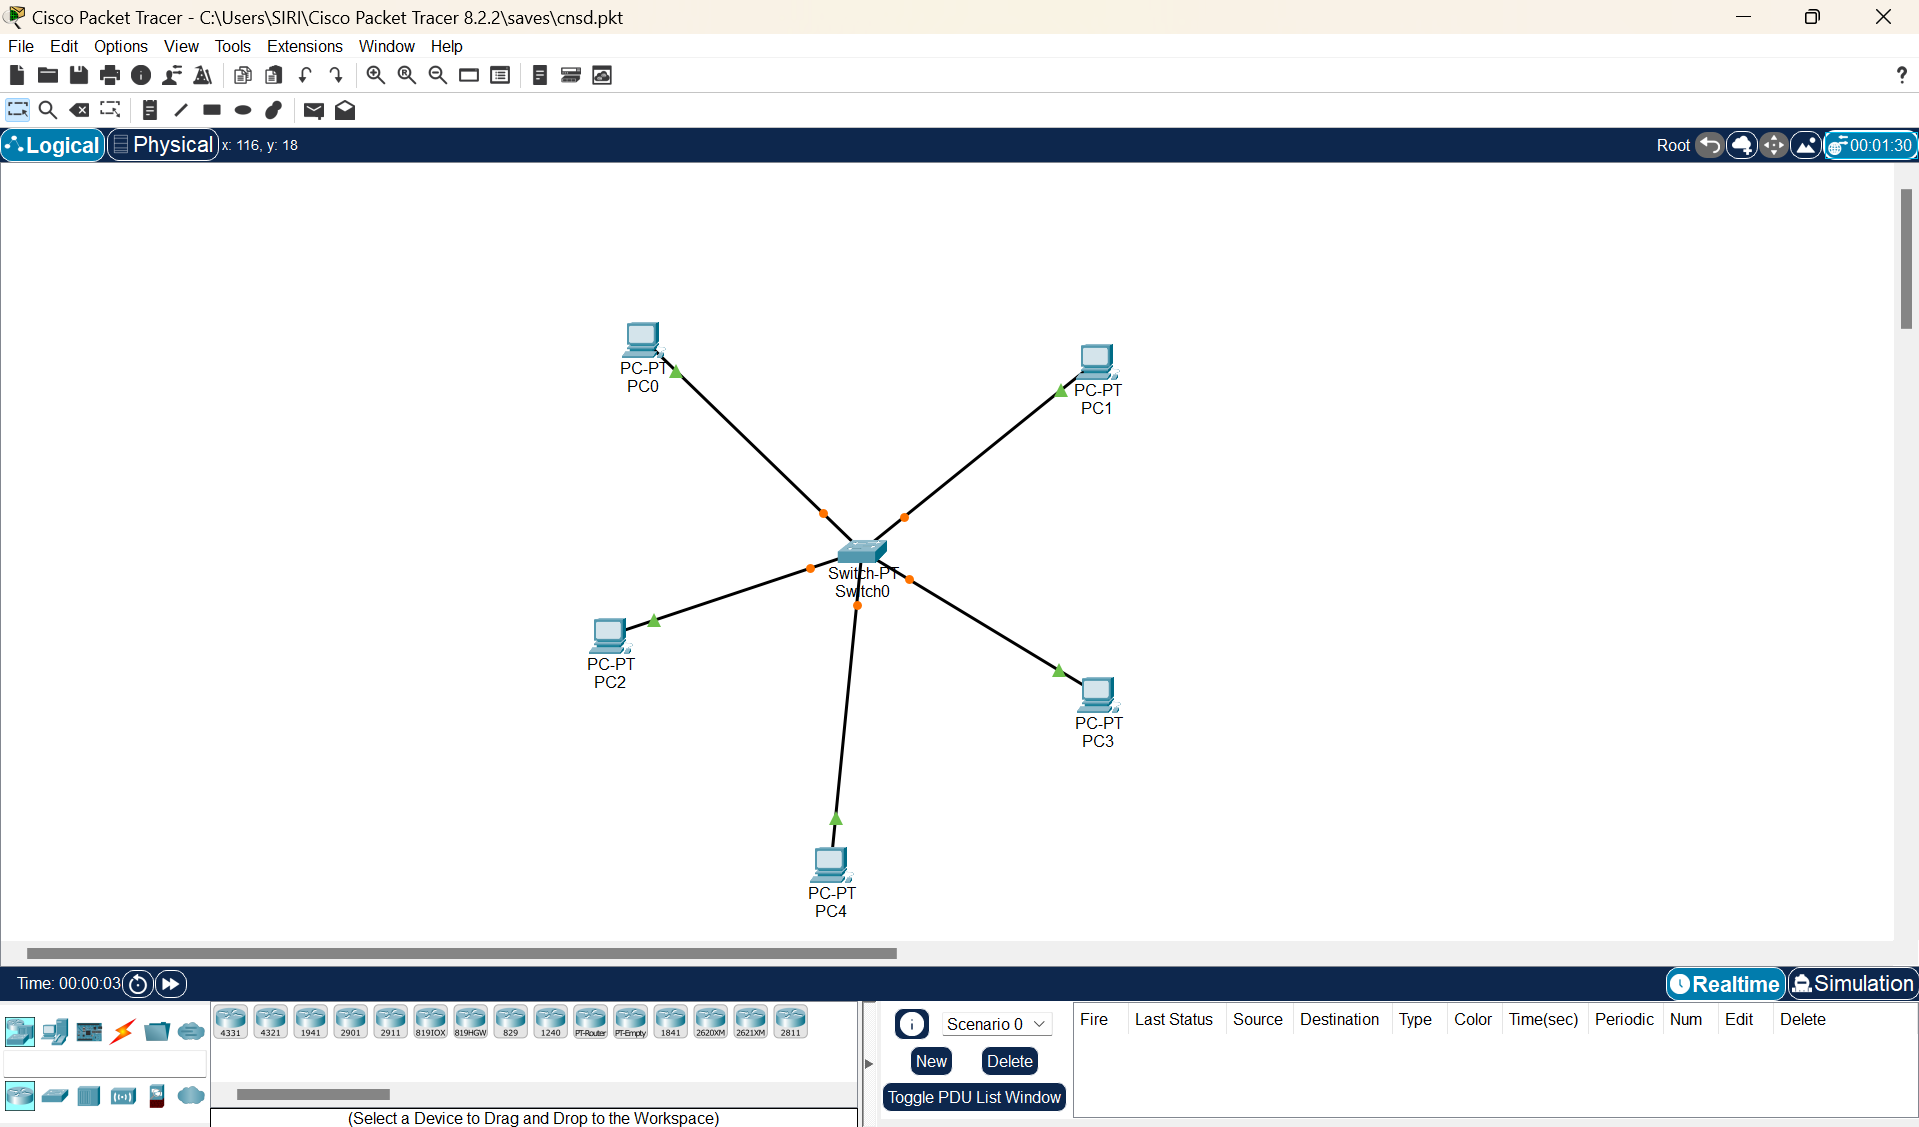 Cisco Packet Tracer - C:\Users\SIRI\Cisco Packet Tracer 8.2.2\saves\cnsd.pkt
File Edit Options View Tools Extensions Window Help
?
Logical Physical x: 116, y: 18 Root 00:01:30
PC-PT
PC0
PC-PT
PC1
Switch-PT
Switch0
PC-PT
PC2
PC-PT
PC3
PC-PT
PC4
Time: 00:00:03 Realtime Simulation
4331 4321 1941 2901 2911 819IOX 819HGW 829 1240 PT-Router PT-Empty 1841 2620XM 2621XM 2811
(Select a Device to Drag and Drop to the Workspace)
Scenario 0
New Delete
Toggle PDU List Window
Fire Last Status Source Destination Type Color Time(sec) Periodic Num Edit Delete